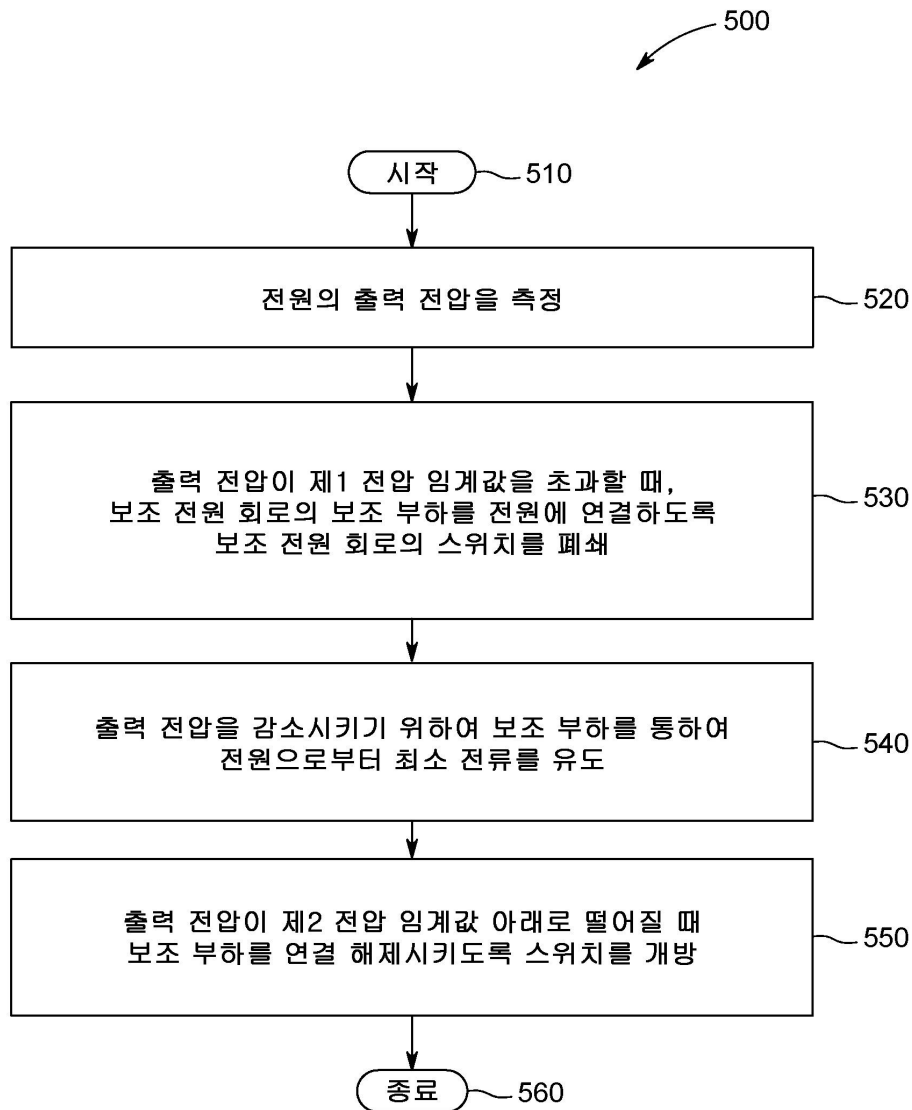 500
시작
510
전원의 출력 전압을 측정
520
출력 전압이 제1 전압 임계값을 초과할 때,
보조 전원 회로의 보조 부하를 전원에 연결하도록
보조 전원 회로의 스위치를 폐쇄
530
출력 전압을 감소시키기 위하여 보조 부하를 통하여
전원으로부터 최소 전류를 유도
540
출력 전압이 제2 전압 임계값 아래로 떨어질 때
보조 부하를 연결 해제시키도록 스위치를 개방
550
종료
560